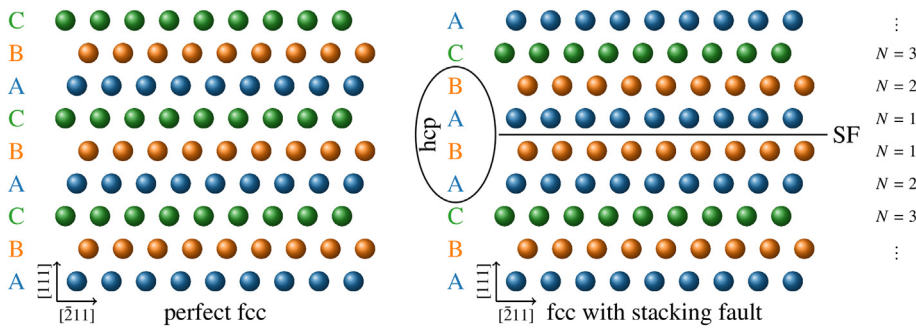 C
B
A
C
B
A
C
B
A
[111]
[2̄11]
perfect fcc
A
C
B
A
B
A
C
B
A
hcp
SF
⋮
N = 3
N = 2
N = 1
N = 1
N = 2
N = 3
⋮
[111]
[2̄11]
fcc with stacking fault